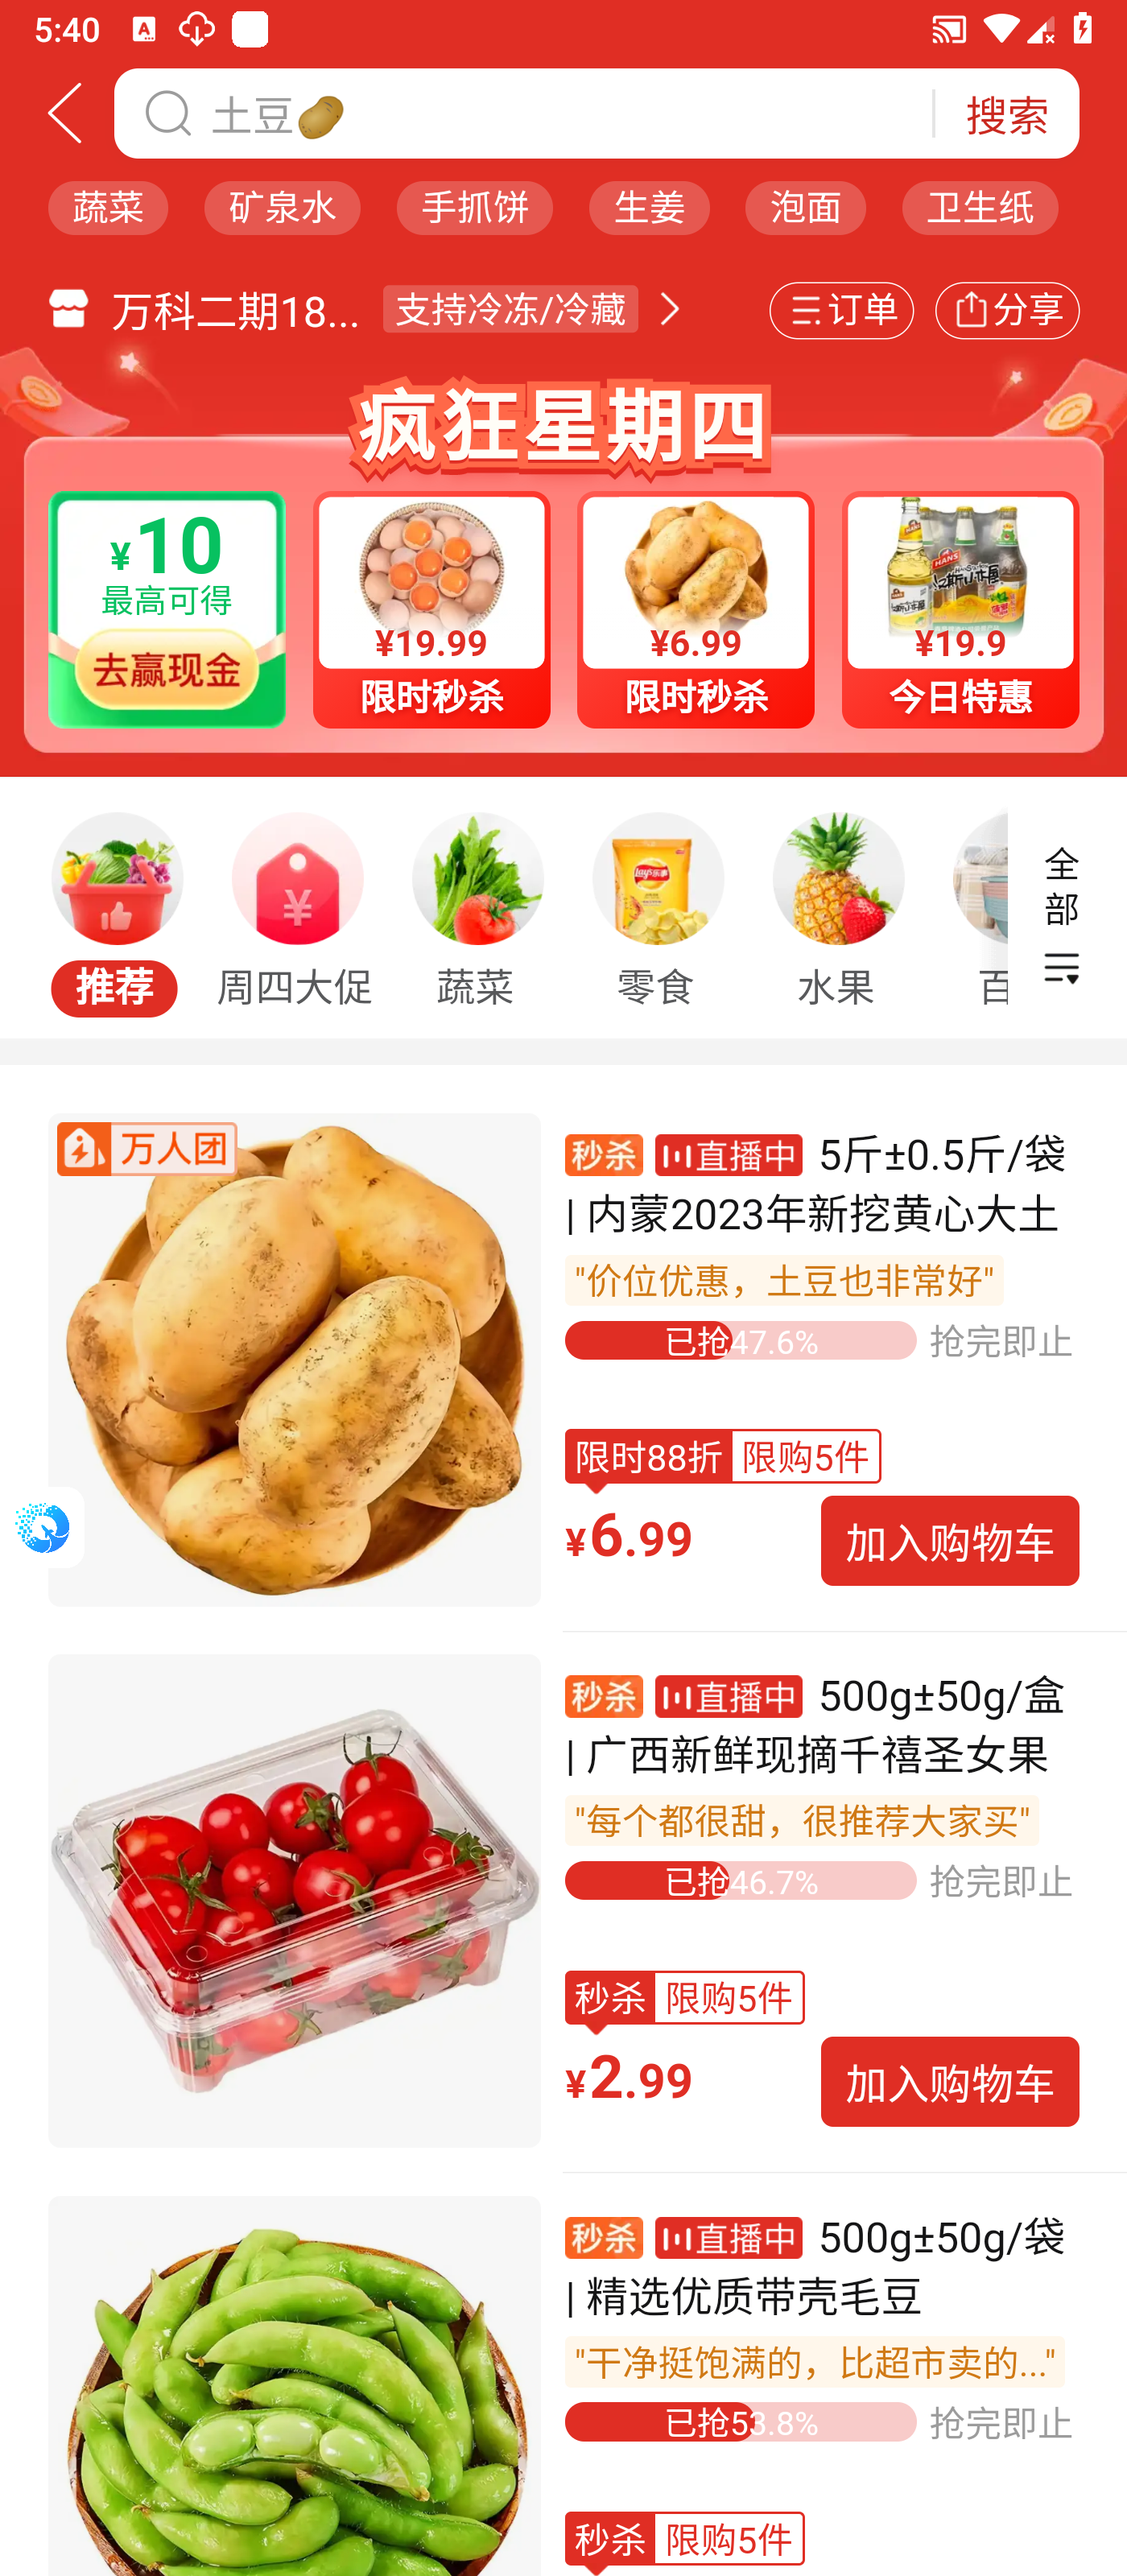 5:40
土豆
搜索
蔬菜 矿泉水 手抓饼 生姜 泡面 卫生纸
万科二期18... 支持冷冻/冷藏
订单
分享
疯狂星期四
¥10
最高可得
去赢现金
¥19.99
限时秒杀
¥6.99
限时秒杀
¥19.9
今日特惠
推荐
周四大促
蔬菜
零食
水果
百
全部
万人团
秒杀 直播中 5斤±0.5斤/袋
| 内蒙2023年新挖黄心大土
"价位优惠，土豆也非常好"
已抢47.6% 抢完即止
限时88折 限购5件
¥6.99
加入购物车
秒杀 直播中 500g±50g/盒
| 广西新鲜现摘千禧圣女果
"每个都很甜，很推荐大家买"
已抢46.7% 抢完即止
秒杀 限购5件
¥2.99
加入购物车
秒杀 直播中 500g±50g/袋
| 精选优质带壳毛豆
"干净挺饱满的，比超市卖的..."
已抢53.8% 抢完即止
秒杀 限购5件